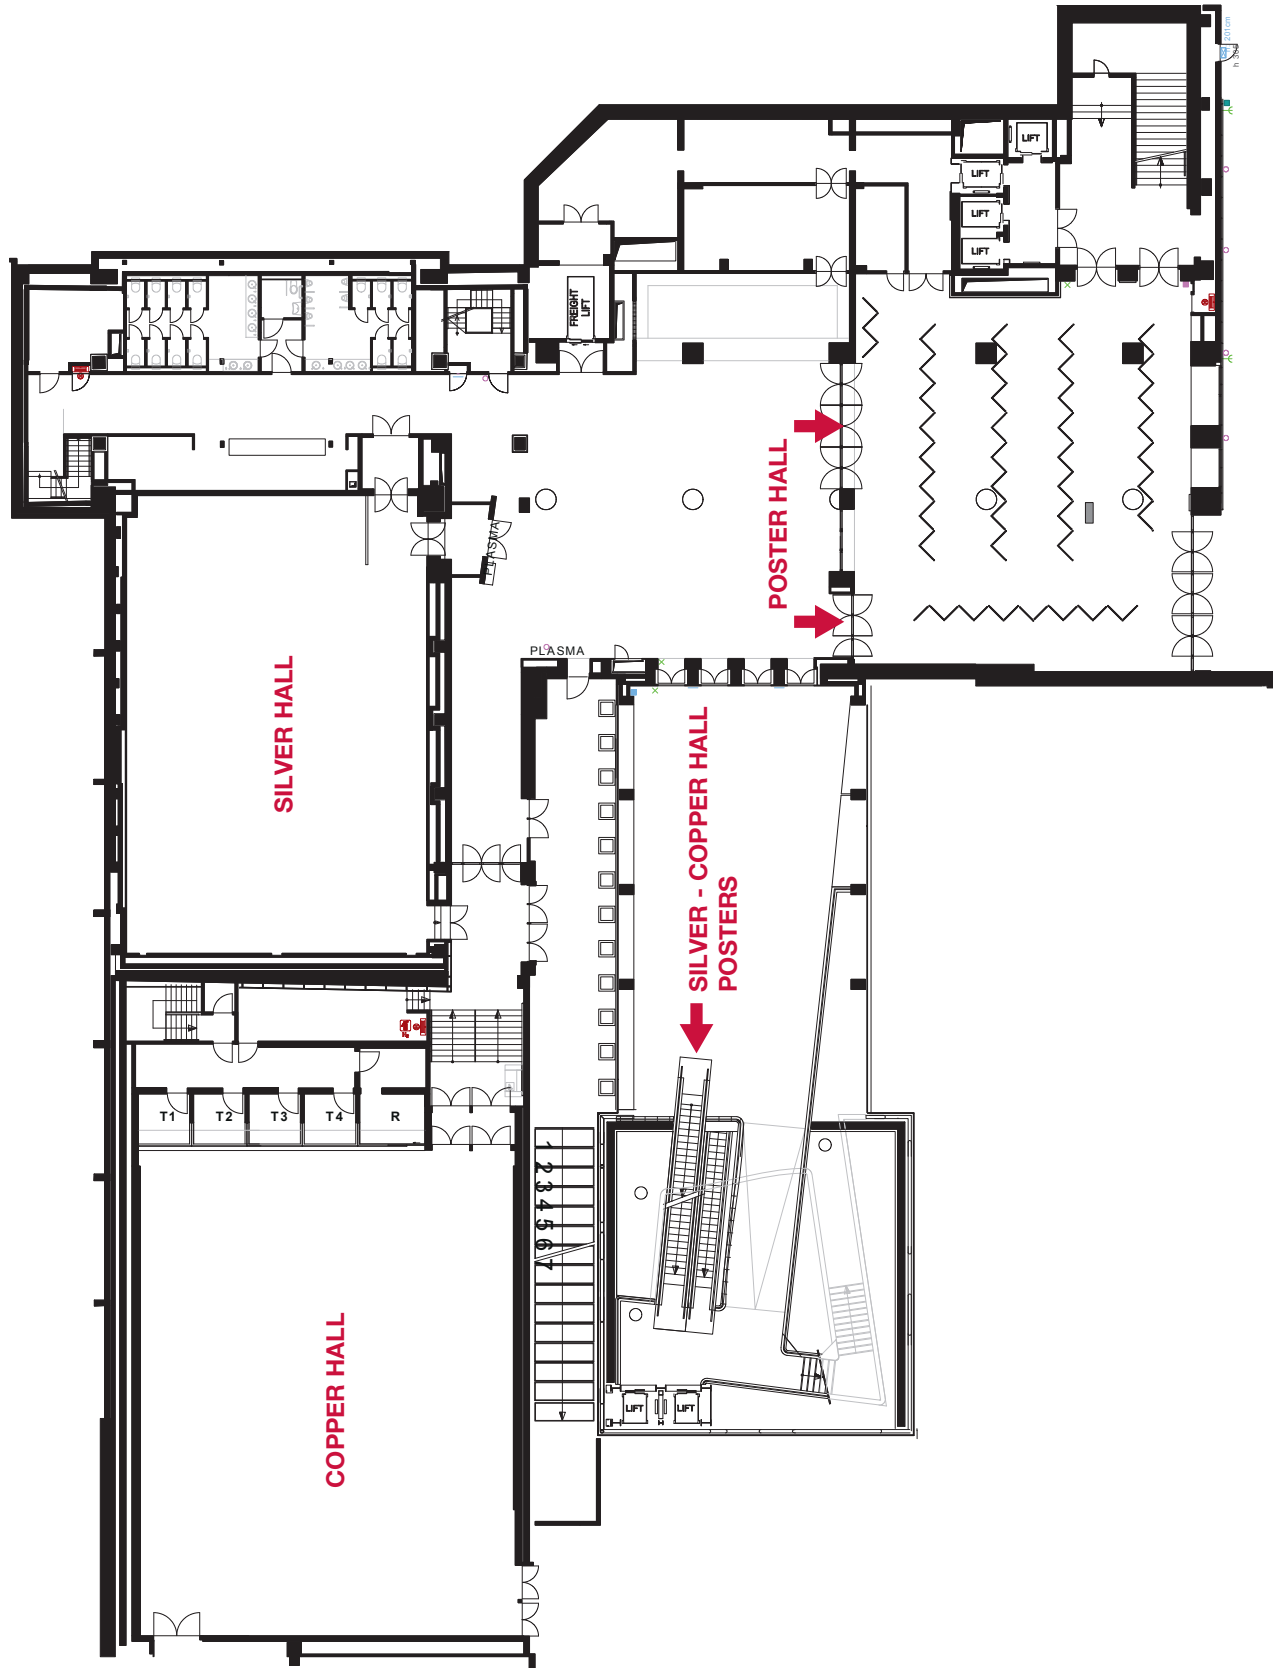 h 201cm
LIFT
LIFT
LIFT
LIFT
FREIGHT
LIFT
POSTER HALL
PLASMA
PLASMA
SILVER HALL
SILVER - COPPER HALL
POSTERS
T1
T2
T3
T4
R
1
2
3
4
5
6
7
COPPER HALL
LIFT
LIFT